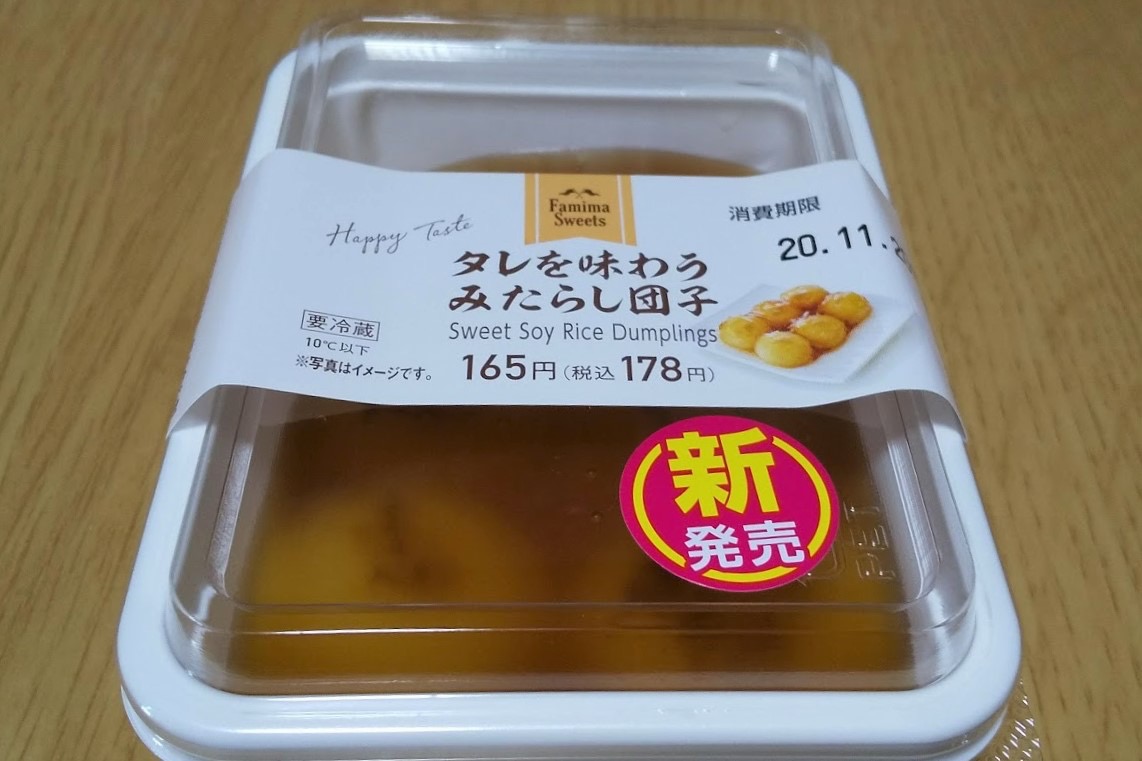 Famima
Sweets
Happy Taste
消費期限
20.11.
タレを味わう
みたらし団子
Sweet Soy Rice Dumplings
要冷蔵
10℃以下
※写真はイメージです。
165円(税込178円)
新
発売
PET